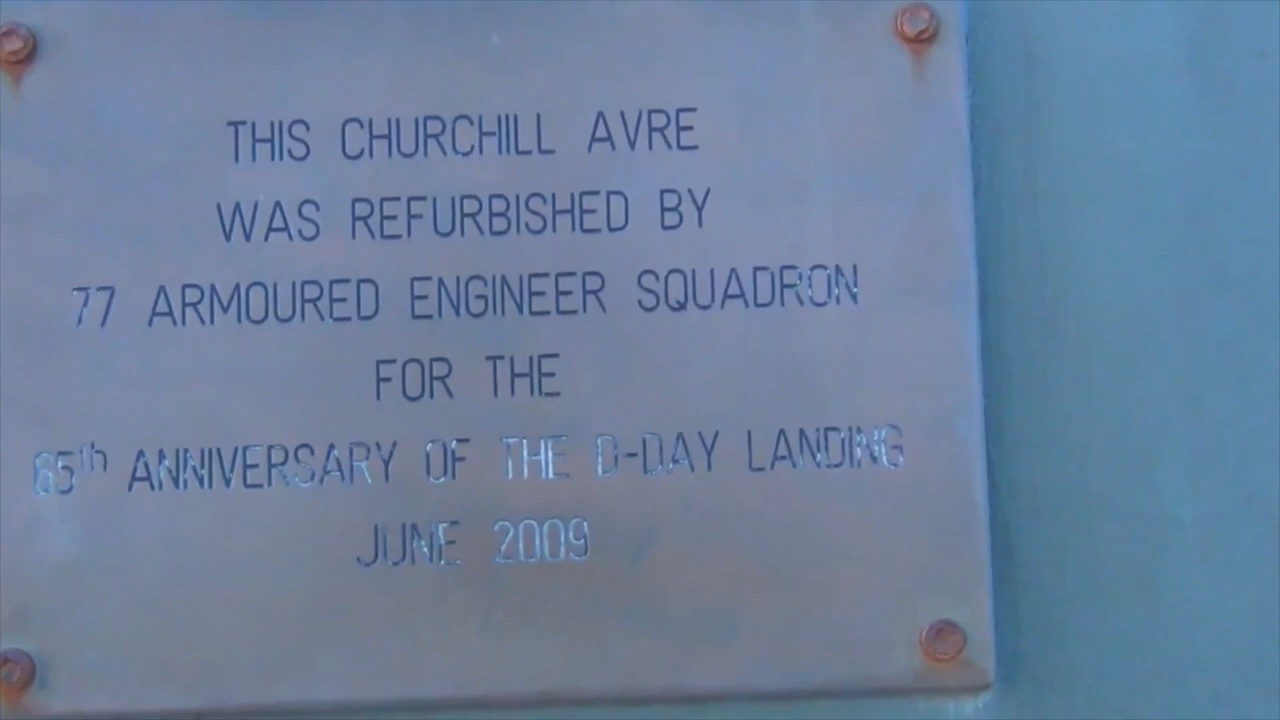 THIS CHURCHILL AVRE
WAS REFURBISHED BY
77 ARMOURED ENGINEER SQUADRON
FOR THE
65th ANNIVERSARY OF THE D-DAY LANDING
JUNE 2009